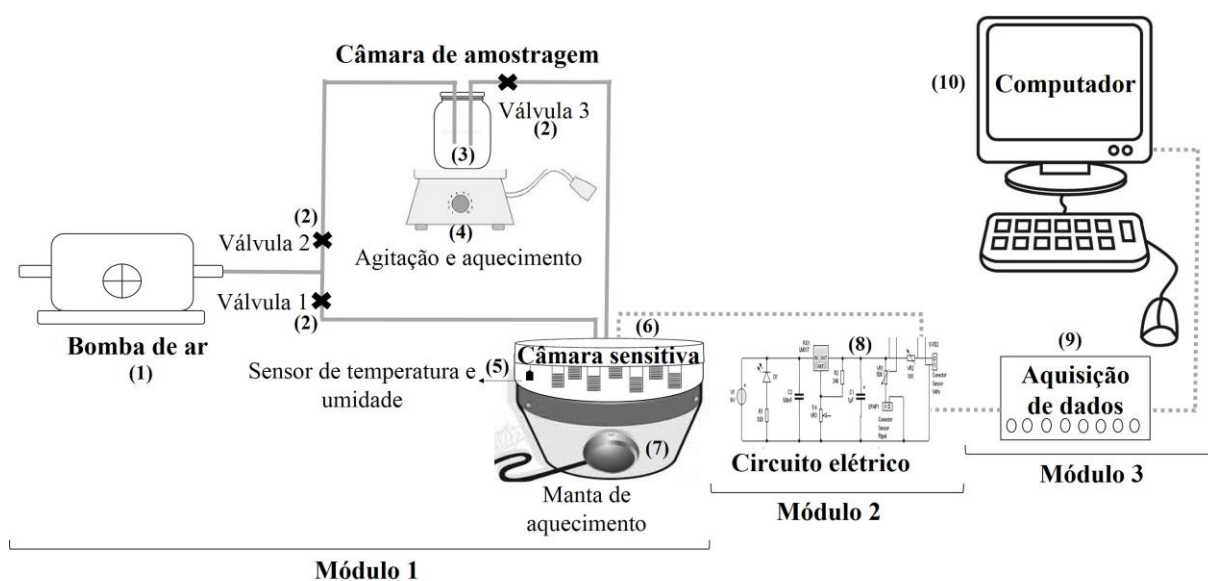 Câmara de amostragem
Válvula 3
(2)
(3)
(10)
Computador
(2)
Válvula 2
(4)
Agitação e aquecimento
Válvula 1
(2)
Bomba de ar
(1)
(6)
Câmara sensitiva
(5)
Sensor de temperatura e
umidade
(7)
Manta de
aquecimento
(8)
Circuito elétrico
(9)
Aquisição
de dados
Módulo 1
Módulo 2
Módulo 3